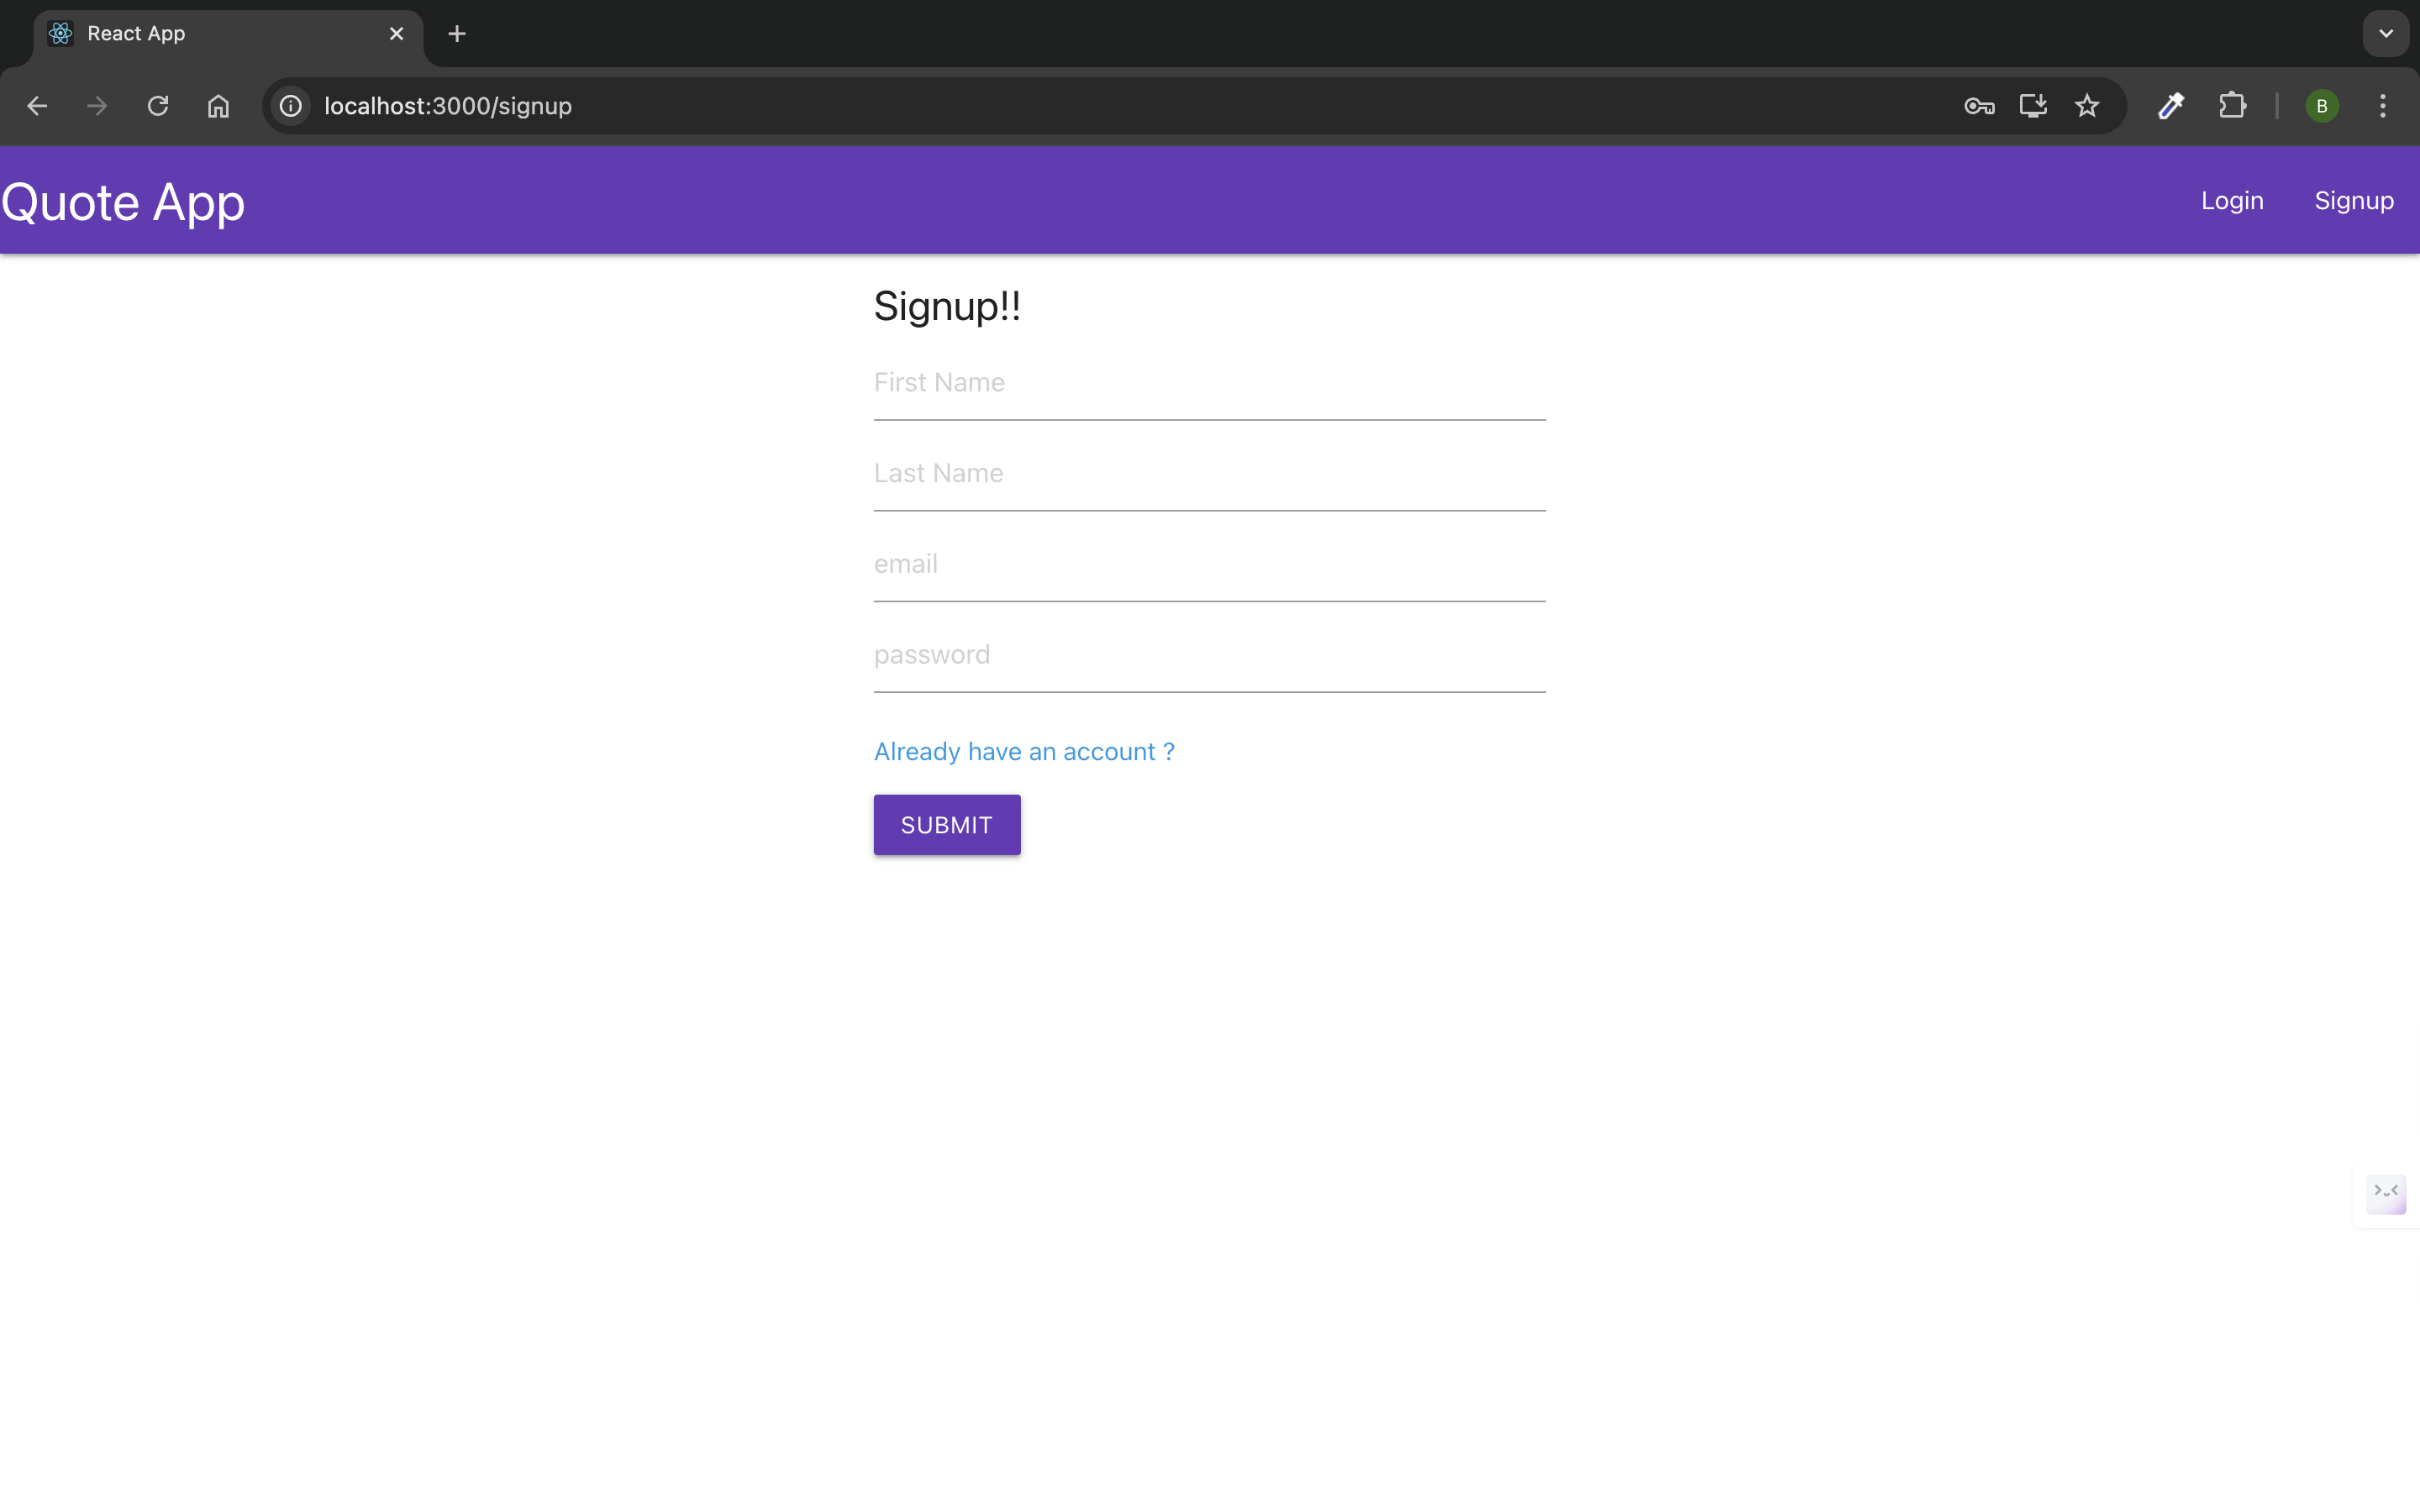 React App
localhost:3000/signup
B
Quote App
Login
Signup
Signup!!
First Name
Last Name
email
password
Already have an account ?
SUBMIT